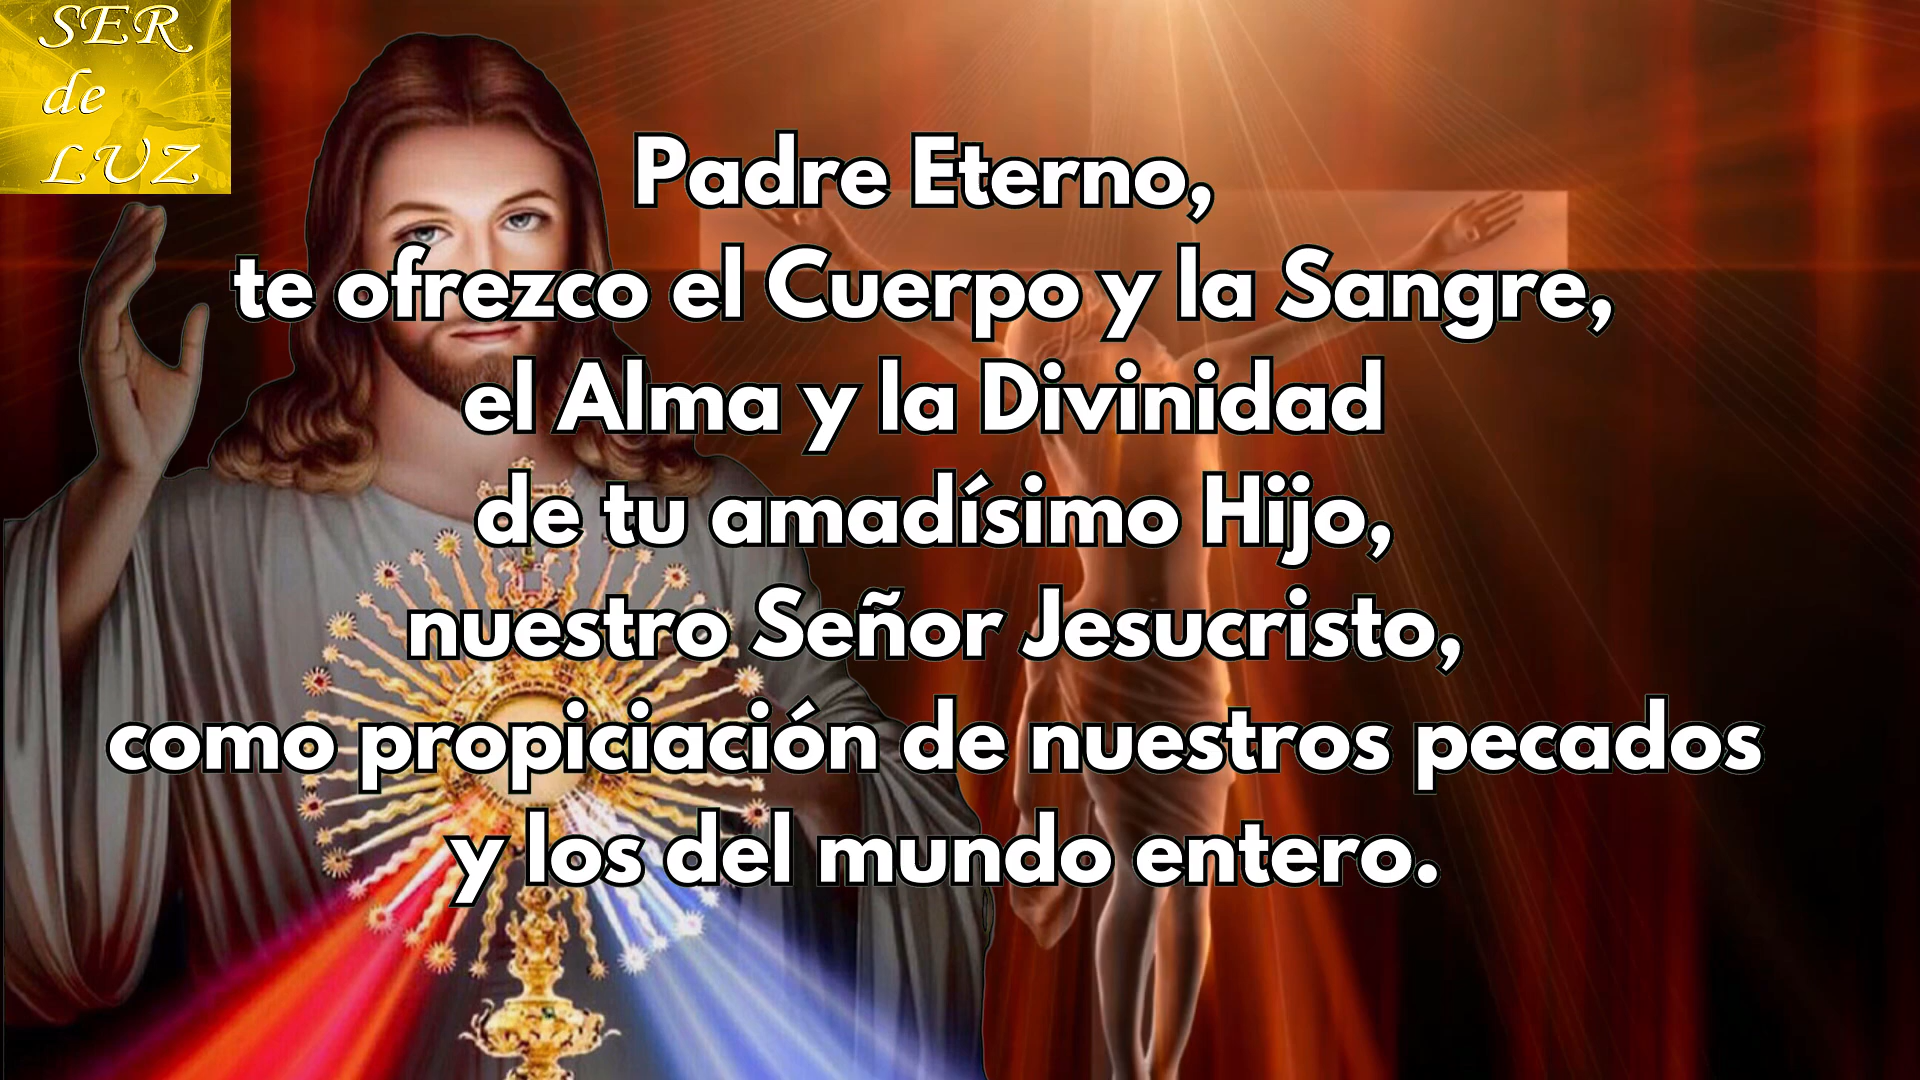 SER
de
LUZ
Padre Eterno,
te ofrezco el Cuerpo y la Sangre,
el Alma y la Divinidad
de tu amadísimo Hijo,
nuestro Señor Jesucristo,
como propiciación de nuestros pecados
y los del mundo entero.